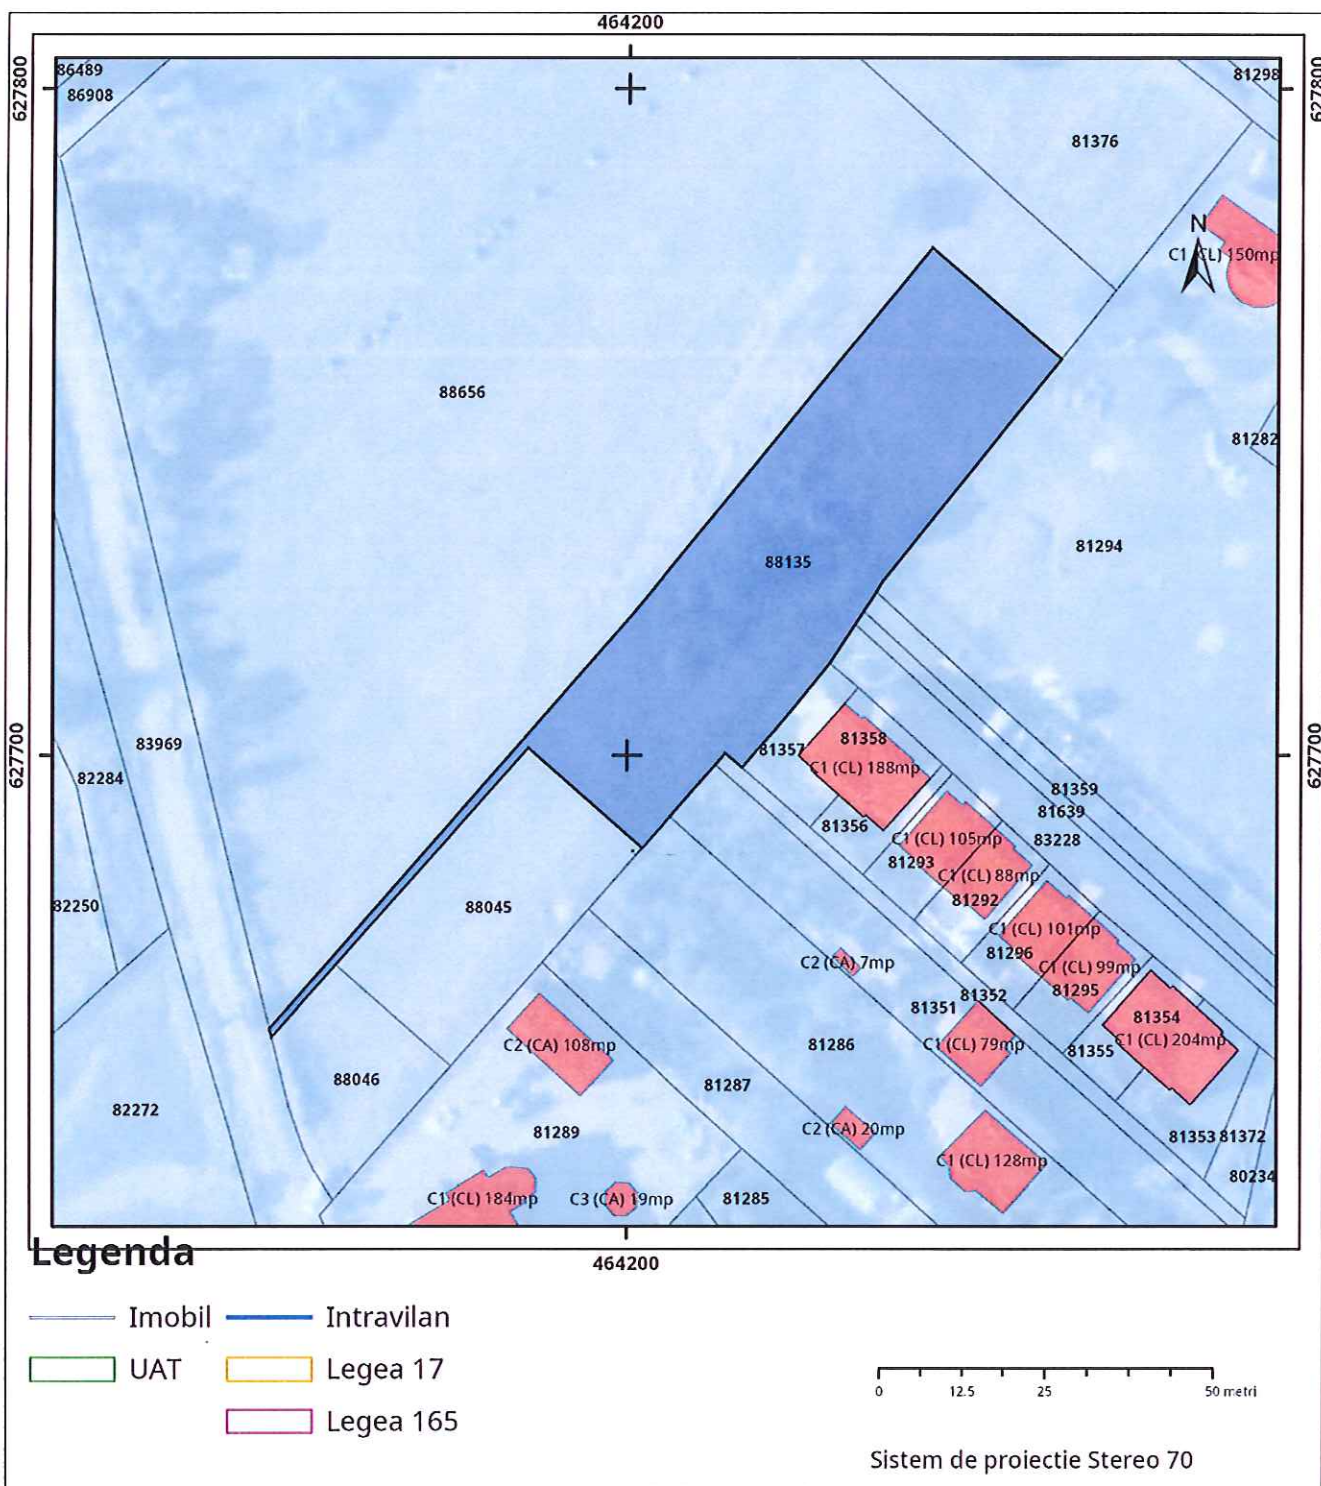 464200
627800
627800
86489
86908
81298
81376
N
C1 (CL) 150mp
88656
81282
81294
88135
627700
627700
83969
82284
81357
81358
C1 (CL) 188mp
81359
81639
83228
81356
C1 (CL) 105mp
81293
C1 (CL) 88mp
81292
82250
88045
C1 (CL) 101mp
81296
C1 (CL) 99mp
81295
C2 (CA) 7mp
81352
81351
81354
C1 (CL) 204mp
81355
C2 (CA) 108mp
81286
C1 (CL) 79mp
88046
81287
82272
81289
C2 (CA) 20mp
81353
81372
C1 (CL) 128mp
80234
C1 (CL) 184mp
C3 (CA) 19mp
81285
464200
Legenda
Imobil
Intravilan
UAT
Legea 17
Legea 165
0 12.5 25 50 metri
Sistem de proiectie Stereo 70